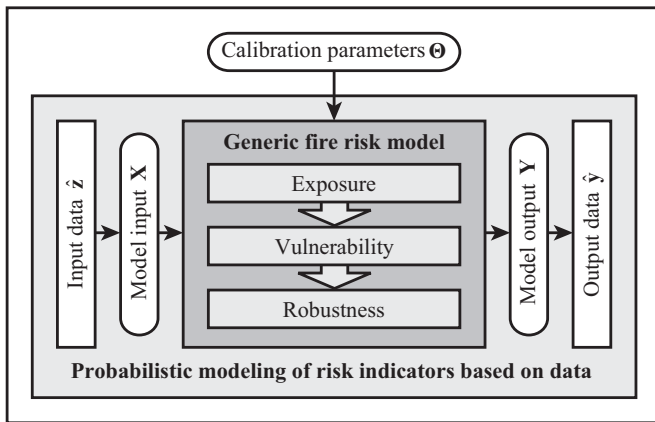 Calibration parameters Θ
Input data ẑ
Model input X
Generic fire risk model
Exposure
Vulnerability
Robustness
Model output Y
Output data ŷ
Probabilistic modeling of risk indicators based on data